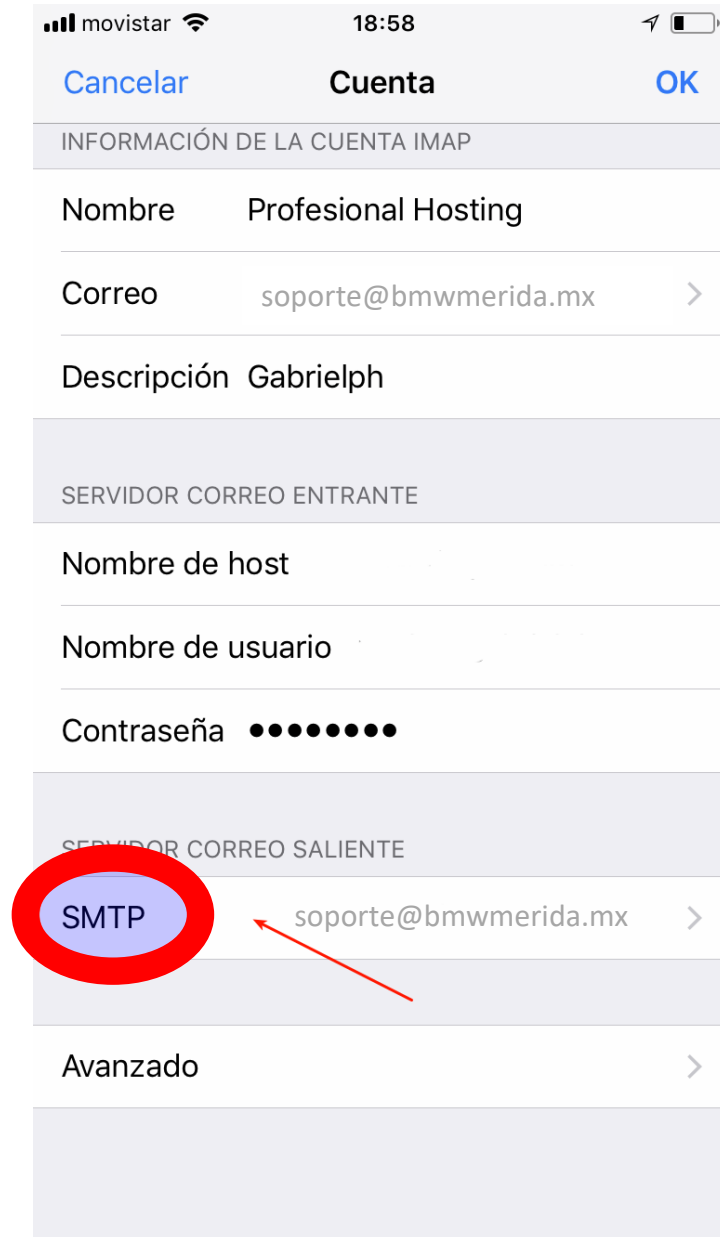 movistar 18:58
Cancelar Cuenta OK
INFORMACIÓN DE LA CUENTA IMAP
Nombre Profesional Hosting
Correo soporte@bmwmerida.mx
Descripción Gabrielph
SERVIDOR CORREO ENTRANTE
Nombre de host
Nombre de usuario
Contraseña ●●●●●●●●
SERVIDOR CORREO SALIENTE
SMTP soporte@bmwmerida.mx
Avanzado